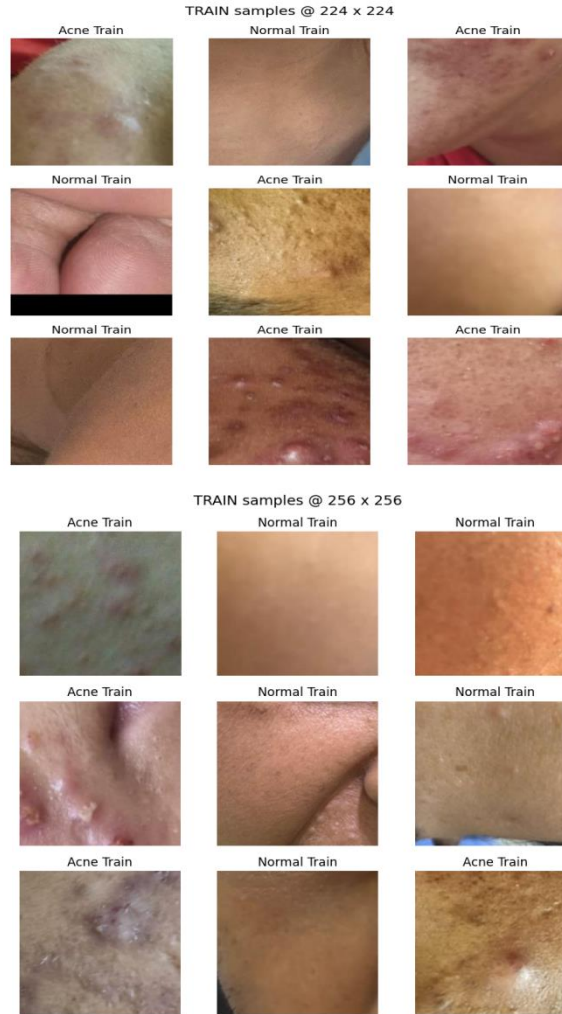 TRAIN samples @ 224 x 224
Acne Train Normal Train Acne Train
Normal Train Acne Train Normal Train
Normal Train Acne Train Acne Train
TRAIN samples @ 256 x 256
Acne Train Normal Train Normal Train
Acne Train Normal Train Normal Train
Acne Train Normal Train Acne Train